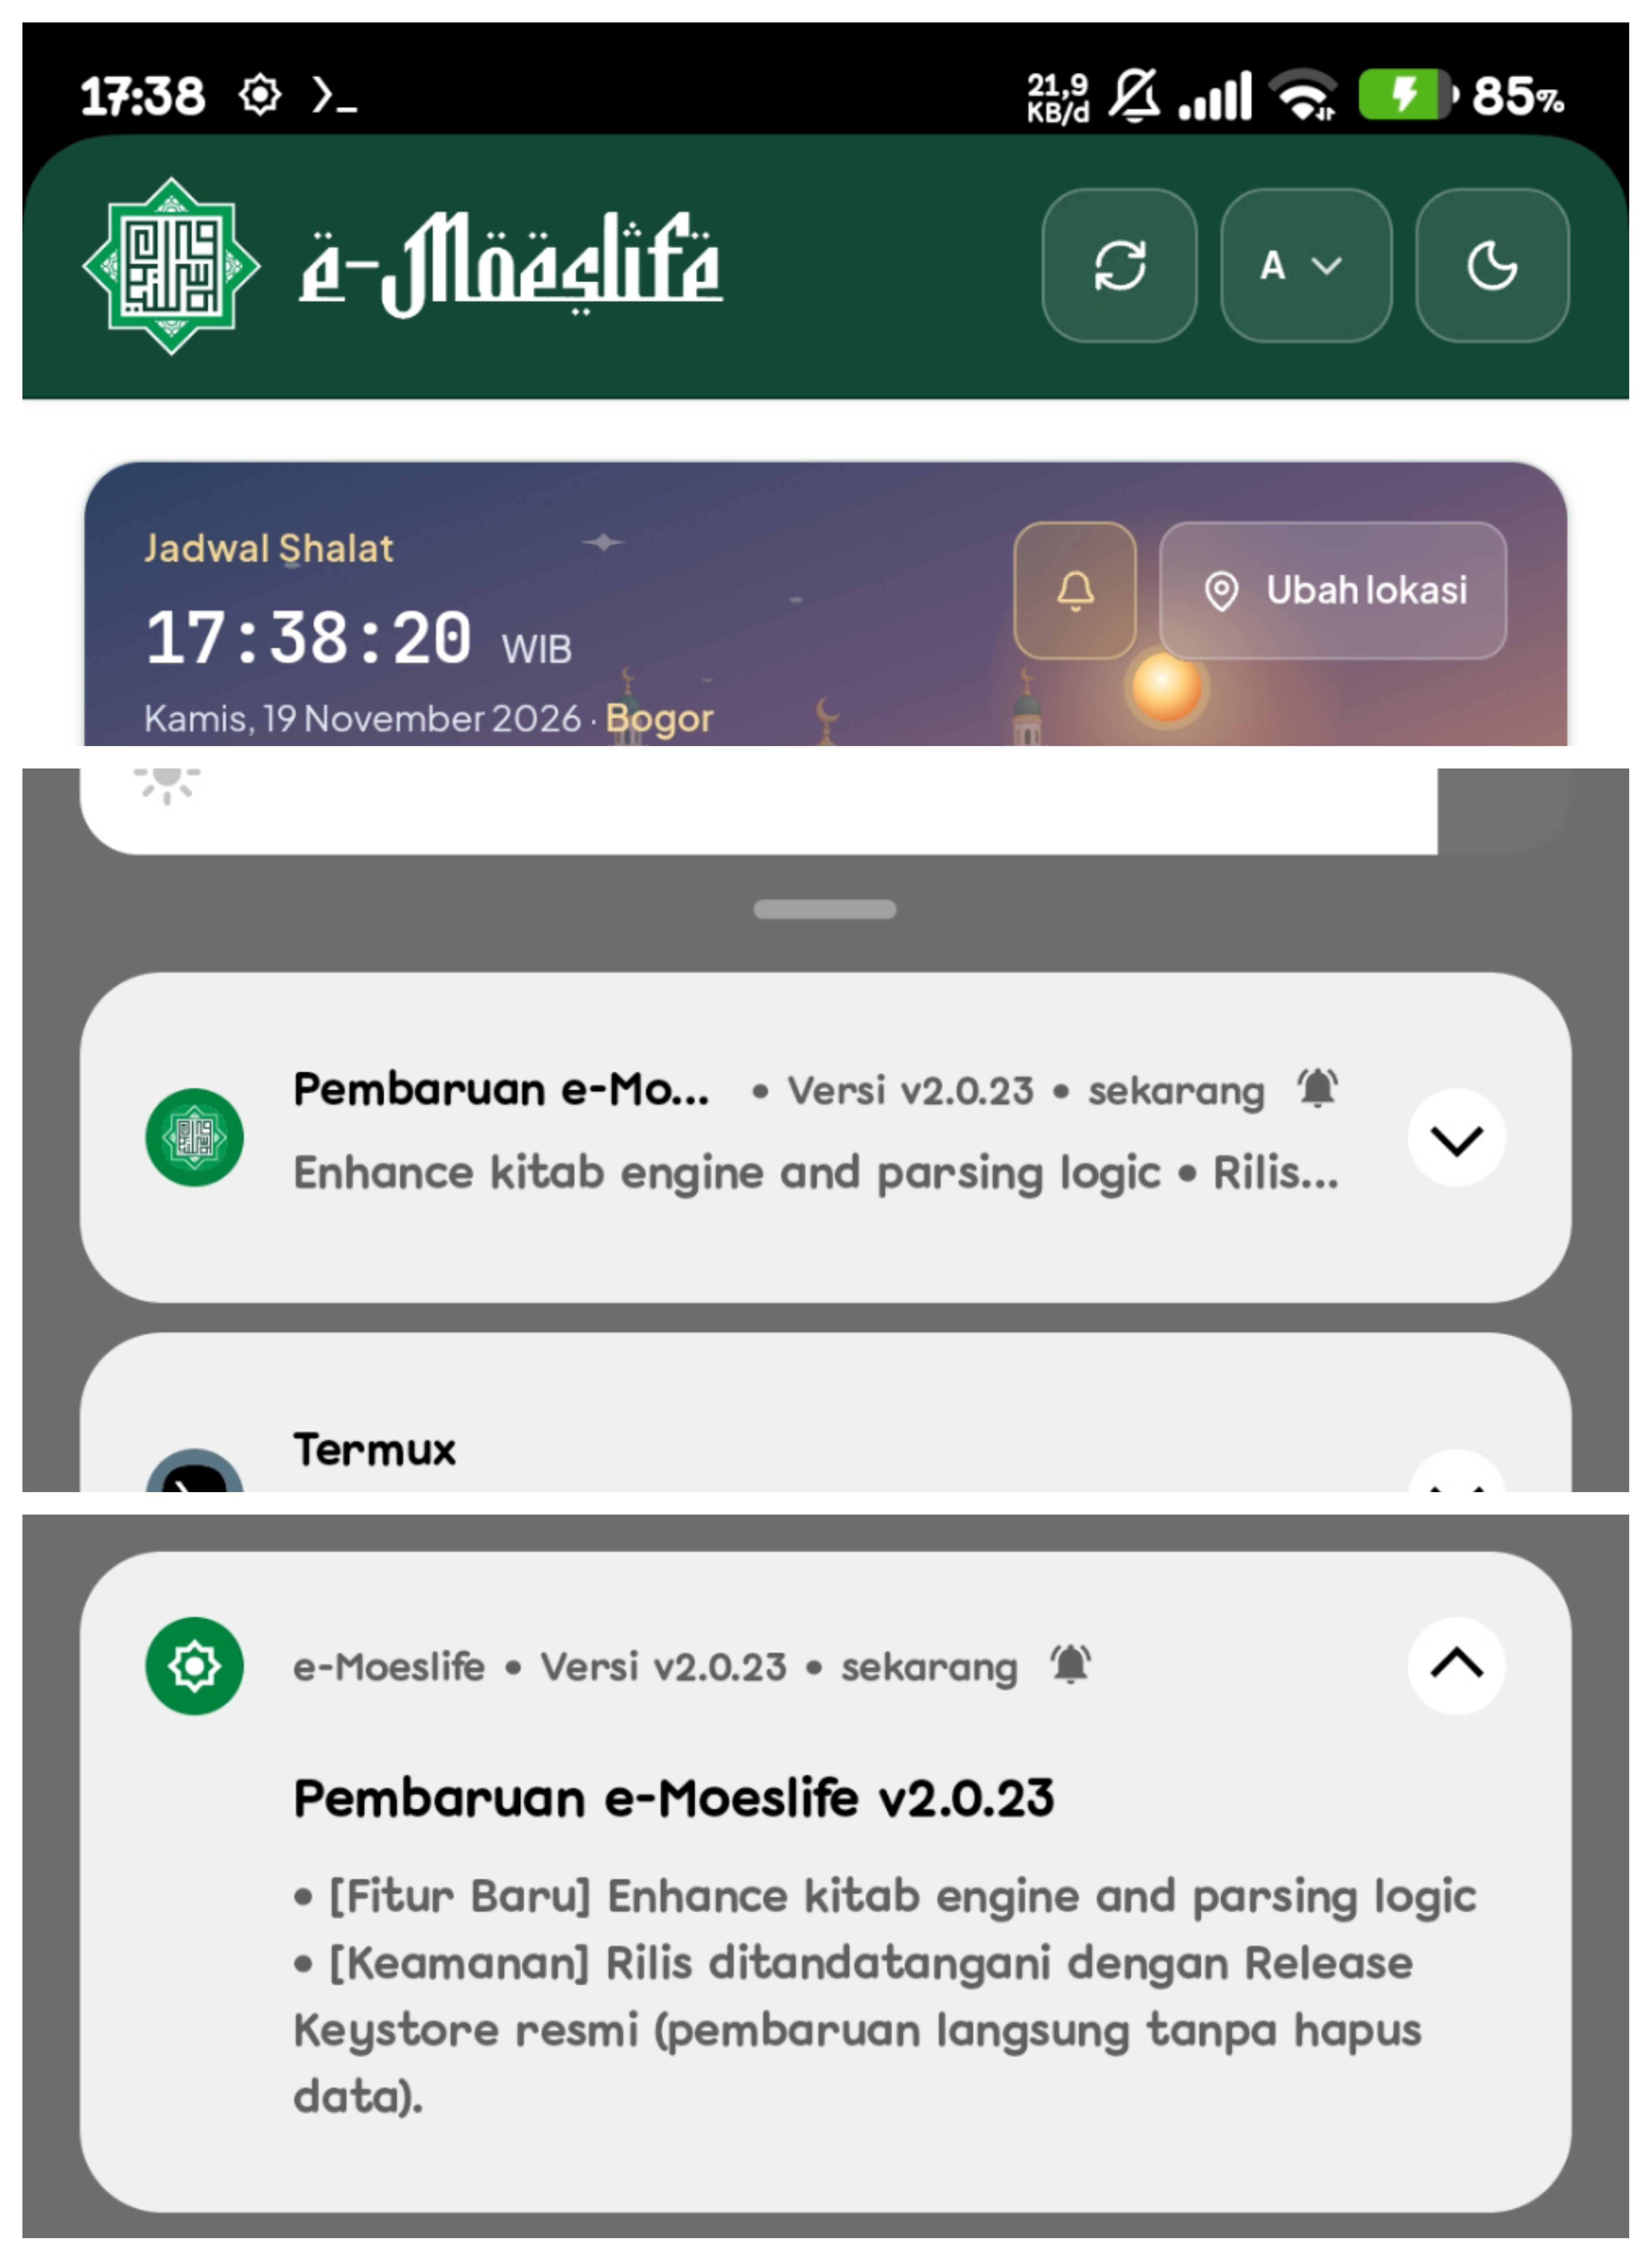 17:38
21,9
KB/d
85%
e-Moeslife
A
Jadwal Shalat
17:38:20 WIB
Kamis, 19 November 2026 · Bogor
Ubah lokasi
Pembaruan e-Mo... • Versi v2.0.23 • sekarang
Enhance kitab engine and parsing logic • Rilis...
Termux
e-Moeslife • Versi v2.0.23 • sekarang
Pembaruan e-Moeslife v2.0.23
• [Fitur Baru] Enhance kitab engine and parsing logic
• [Keamanan] Rilis ditandatangani dengan Release
Keystore resmi (pembaruan langsung tanpa hapus
data).